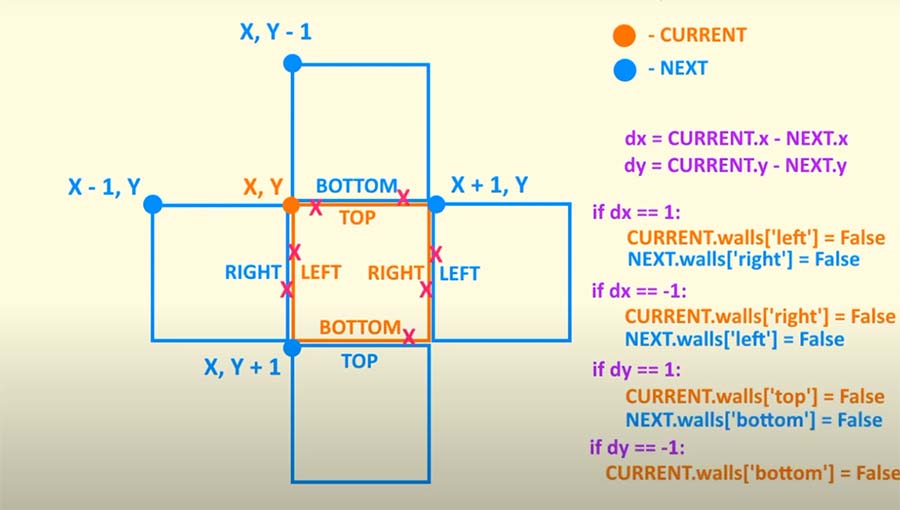 X, Y - 1
- CURRENT
- NEXT
dx = CURRENT.x - NEXT.x
dy = CURRENT.y - NEXT.y
X - 1, Y
X, Y
BOTTOM
X + 1, Y
X
X
TOP
if dx == 1:
CURRENT.walls['left'] = False
NEXT.walls['right'] = False
X
X
RIGHT
LEFT
RIGHT
LEFT
X
X
if dx == -1:
CURRENT.walls['right'] = False
NEXT.walls['left'] = False
BOTTOM
X
X, Y + 1
TOP
if dy == 1:
CURRENT.walls['top'] = False
NEXT.walls['bottom'] = False
if dy == -1:
CURRENT.walls['bottom'] = False